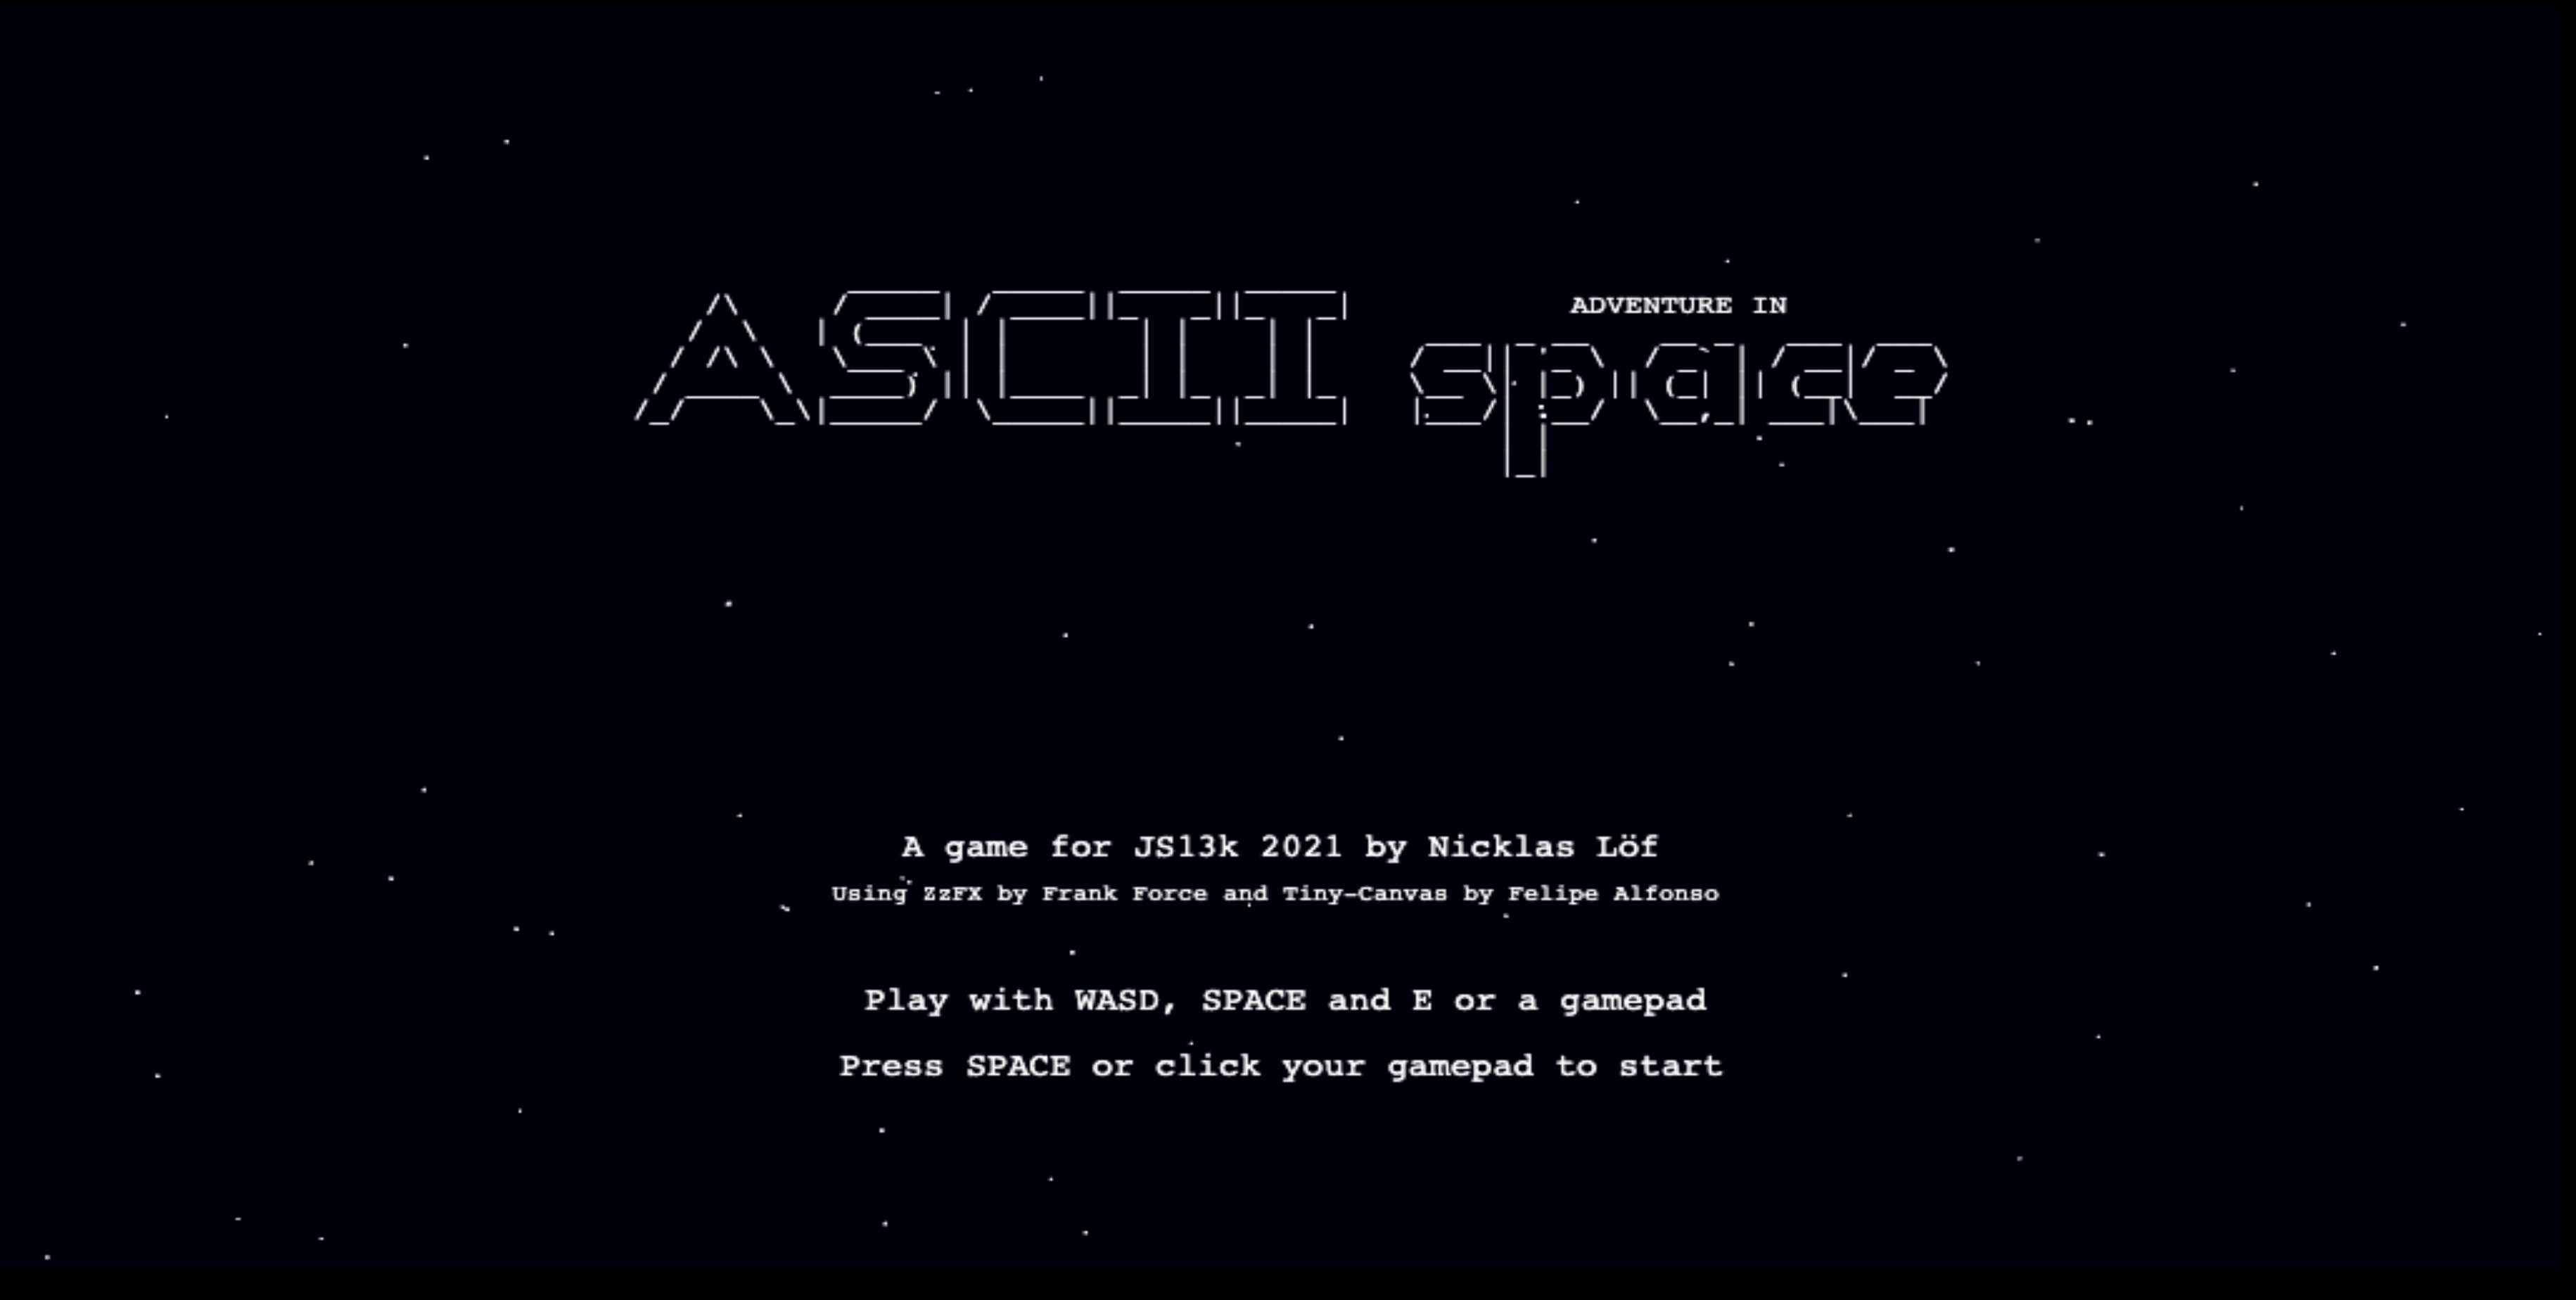 ASCII ADVENTURE IN space
A game for JS13k 2021 by Nicklas Löf
Using ZzFX by Frank Force and Tiny-Canvas by Felipe Alfonso
Play with WASD, SPACE and E or a gamepad
Press SPACE or click your gamepad to start